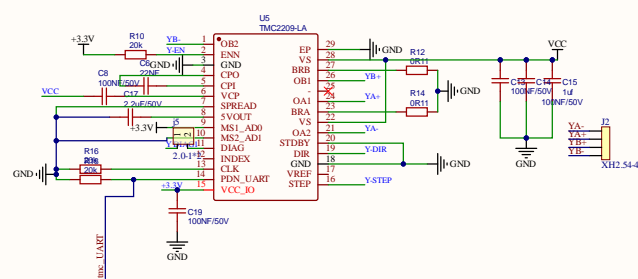 U5
TMC2209-LA
+3.3V
R10
20k
YB-
Y-EN
GND
C6
22NF
C8
100NF/50V
VCC
C17
2.2uF/50V
+3.3V
j5
2.0-1*
R16
20k
GND
+3.3V
C19
100NF/50V
GND
tmc_UART
1 OB2
2 ENN
3 GND
4 CPO
5 CPI
6 VCP
7 SPREAD
8 5VOUT
9 MS1_AD0
10 MS2_AD1
11 DIAG
12 INDEX
13 CLK
14 PDN_UART
15 VCC_IO
EP 29
VS 28
BRB 27
OB1 26
- 25
OA1 24
BRA 23
VS 22
OA2 21
STDBY 20
DIR 19
GND 18
VREF 17
STEP 16
GND
YB+
YA+
YA-
Y-DIR
GND
Y-STEP
R12
0R11
R14
0R11
GND
VCC
C13
100NF/50V
C14
100NF/50V
C15
1uf
GND
J2
YA-
YA+
YB+
YB-
XH2.54-4